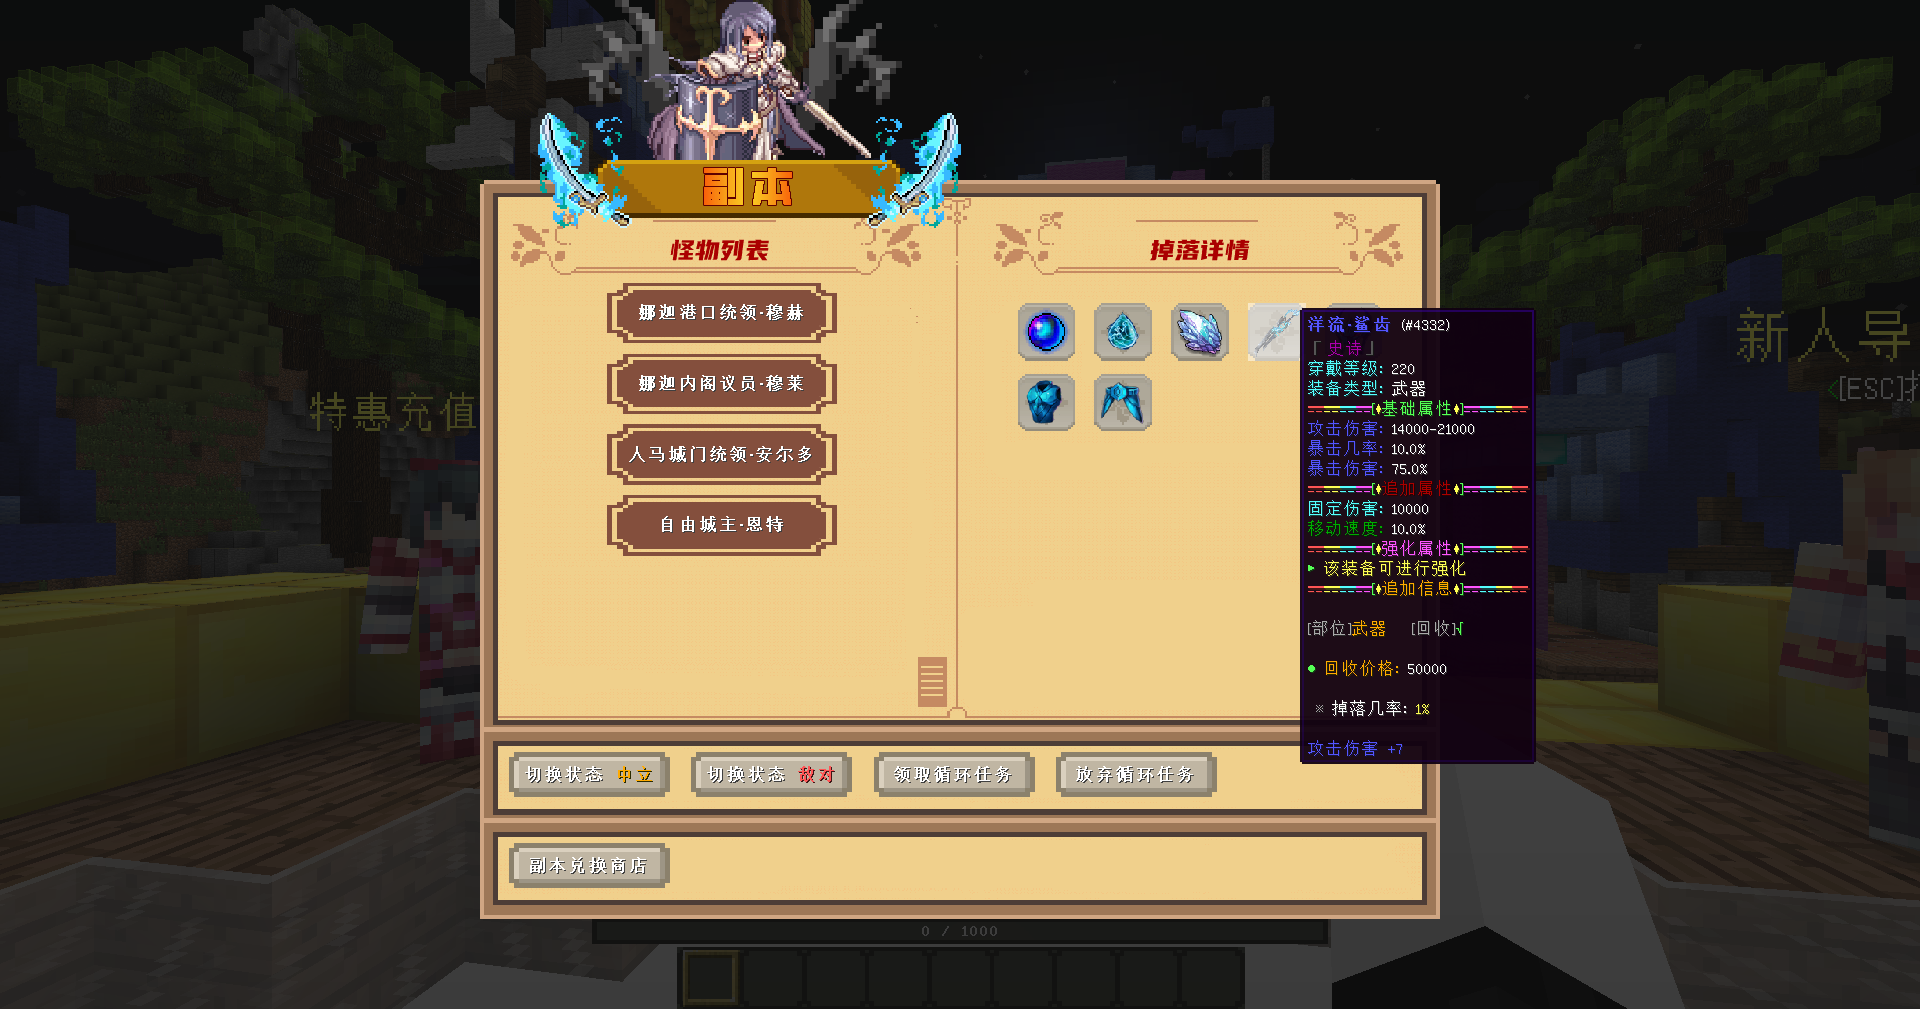 副本
怪物列表
娜迦港口统领·穆赫
娜迦内阁议员·穆莱
人马城门统领·安尔多
自由城主·恩特
掉落详情
洋流·鲨齿 (#4332)
「史诗」
穿戴等级: 220
装备类型: 武器
[♦基础属性♦]
攻击伤害: 14000-21000
暴击几率: 10.0%
暴击伤害: 75.0%
[♦追加属性♦]
固定伤害: 10000
移动速度: 10.0%
[♦强化属性♦]
▸ 该装备可进行强化
[♦追加信息♦]
[部位]武器 [回收]√
● 回收价格: 50000
※ 掉落几率: 1%
攻击伤害 +7
切换状态 中立
切换状态 敌对
领取循环任务
放弃循环任务
副本兑换商店
0 / 1000
特惠充值
新人导
[ESC]